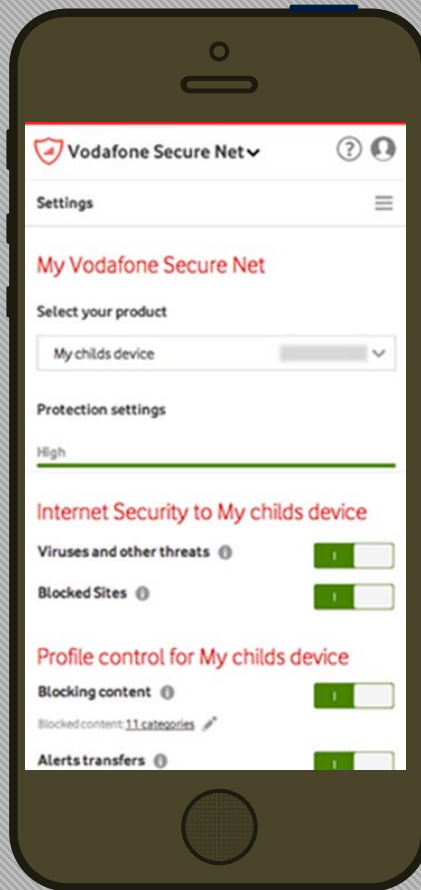 Vodafone Secure Net
Settings
My Vodafone Secure Net
Select your product
My childs device
Protection settings
High
Internet Security to My childs device
Viruses and other threats
Blocked Sites
Profile control for My childs device
Blocking content
Blocked content: 11 categories
Alerts transfers